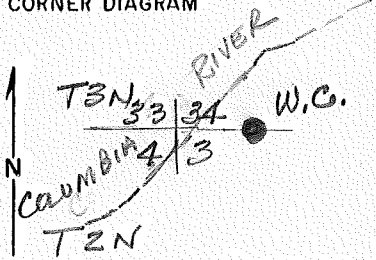 CORNER DIAGRAM
RIVER
T3N 33 34 W.C.
N
COLUMBIA 4 3
T2N